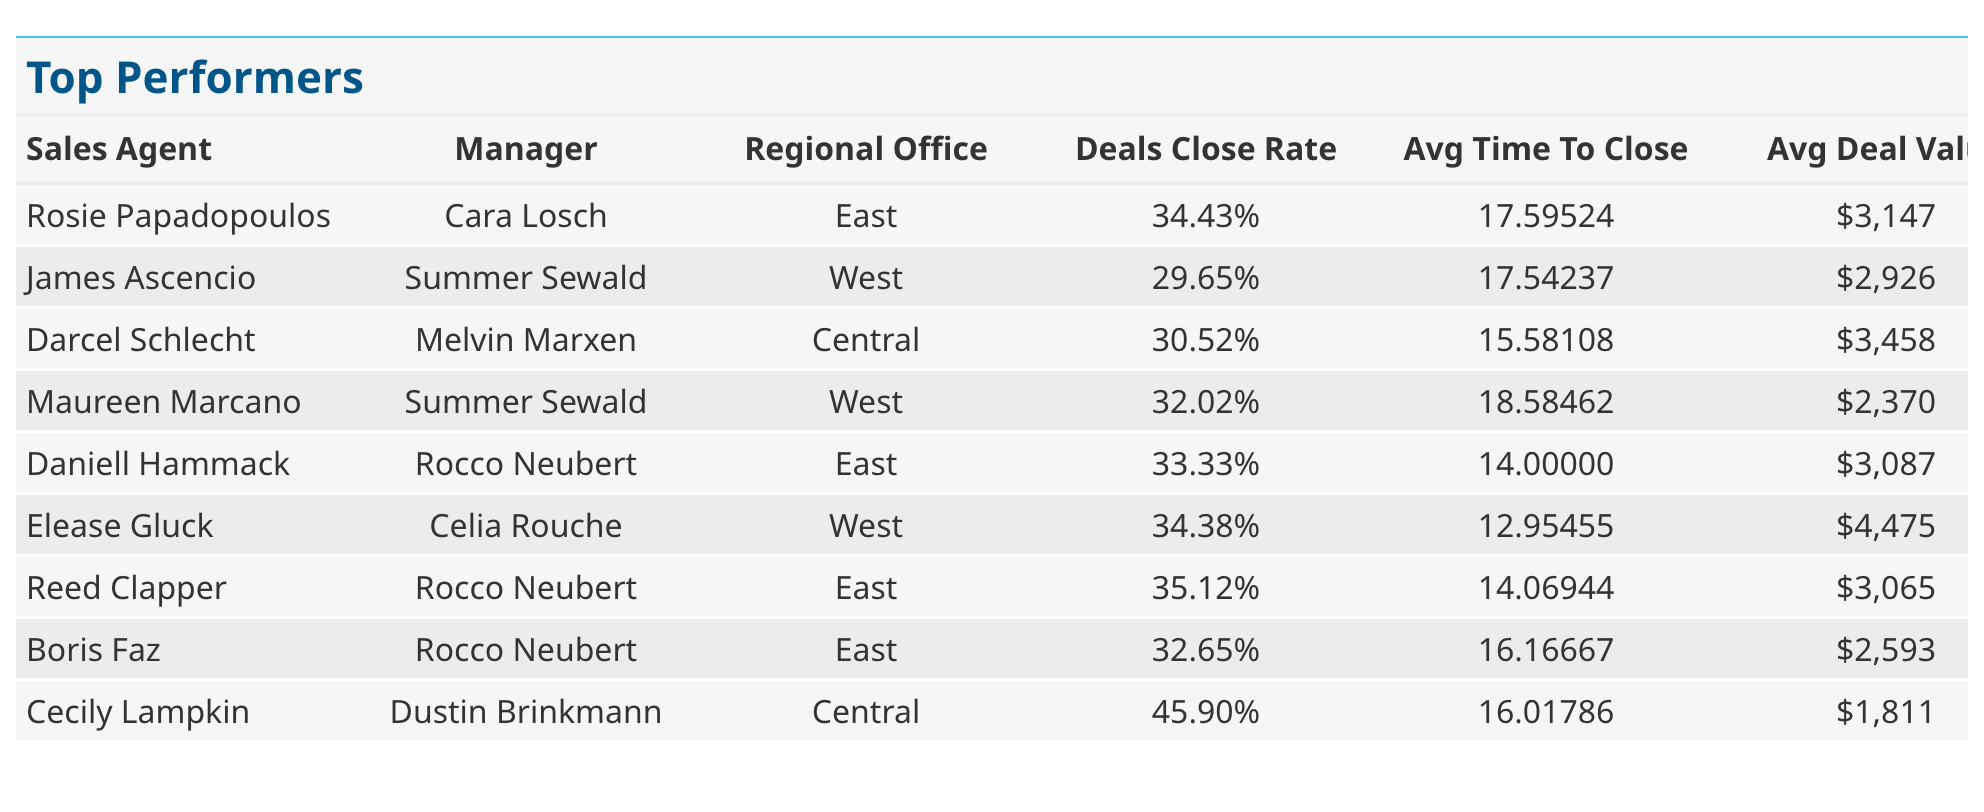 Top Performers
Sales Agent Manager Regional Office Deals Close Rate Avg Time To Close Avg Deal
Rosie Papadopoulos Cara Losch East 34.43% 17.59524 $3,147
James Ascencio Summer Sewald West 29.65% 17.54237 $2,926
Darcel Schlecht Melvin Marxen Central 30.52% 15.58108 $3,458
Maureen Marcano Summer Sewald West 32.02% 18.58462 $2,370
Daniell Hammack Rocco Neubert East 33.33% 14.00000 $3,087
Elease Gluck Celia Rouche West 34.38% 12.95455 $4,475
Reed Clapper Rocco Neubert East 35.12% 14.06944 $3,065
Boris Faz Rocco Neubert East 32.65% 16.16667 $2,593
Cecily Lampkin Dustin Brinkmann Central 45.90% 16.01786 $1,811